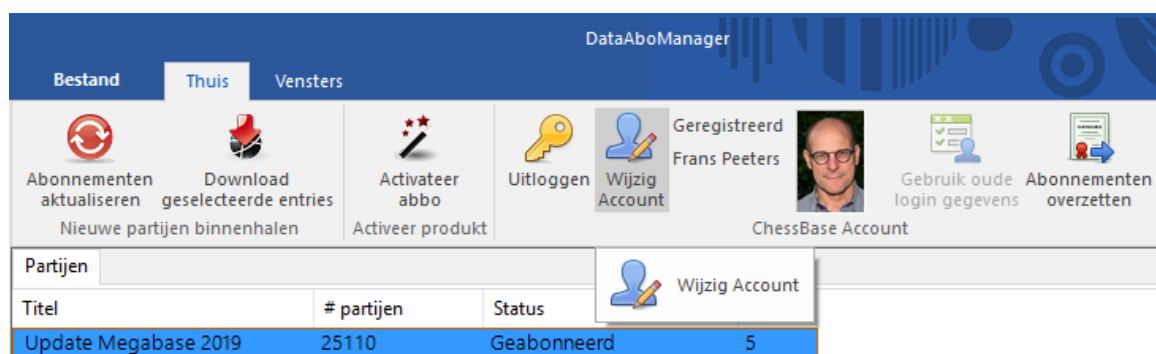 DataAboManager
Bestand Thuis Vensters
Abonnementen aktualiseren
Download geselecteerde entries
Activateer abbo
Uitloggen
Wijzig Account
Geregistreerd
Frans Peeters
Gebruik oude login gegevens
Abonnementen overzetten
Nieuwe partijen binnenhalen
Activeer produkt
ChessBase Account
Partijen
Wijzig Account
Titel # partijen Status
Update Megabase 2019 25110 Geabonneerd 5